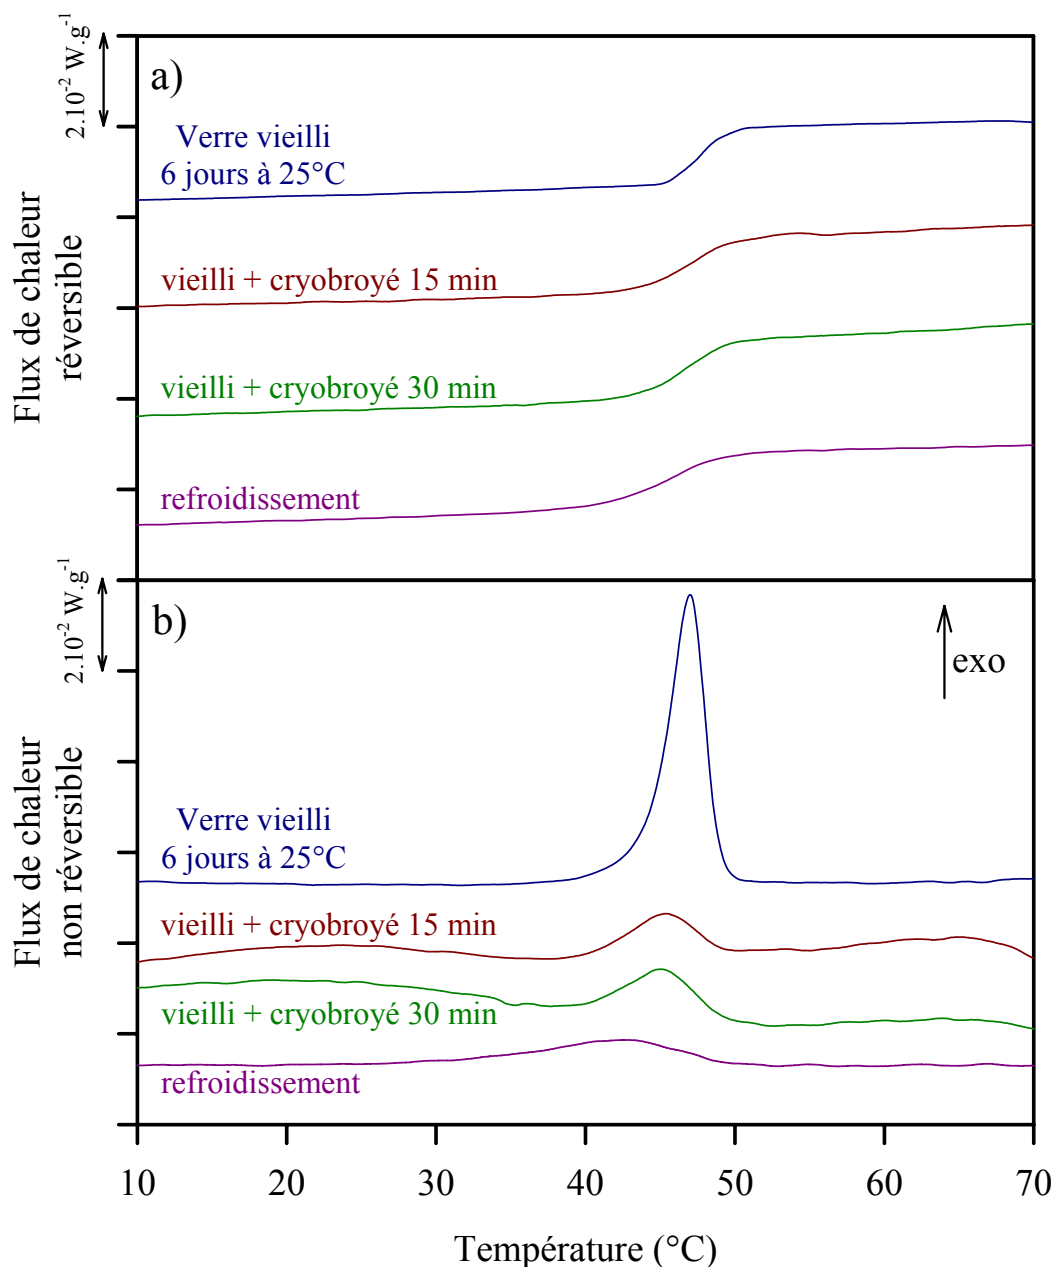 2.10⁻² W.g⁻¹
a)
Verre vieilli
6 jours à 25°C
Flux de chaleur
réversible
vieilli + cryobroyé 15 min
vieilli + cryobroyé 30 min
refroidissement
2.10⁻² W.g⁻¹
b)
exo
Flux de chaleur
non réversible
Verre vieilli
6 jours à 25°C
vieilli + cryobroyé 15 min
vieilli + cryobroyé 30 min
refroidissement
10 20 30 40 50 60 70
Température (°C)